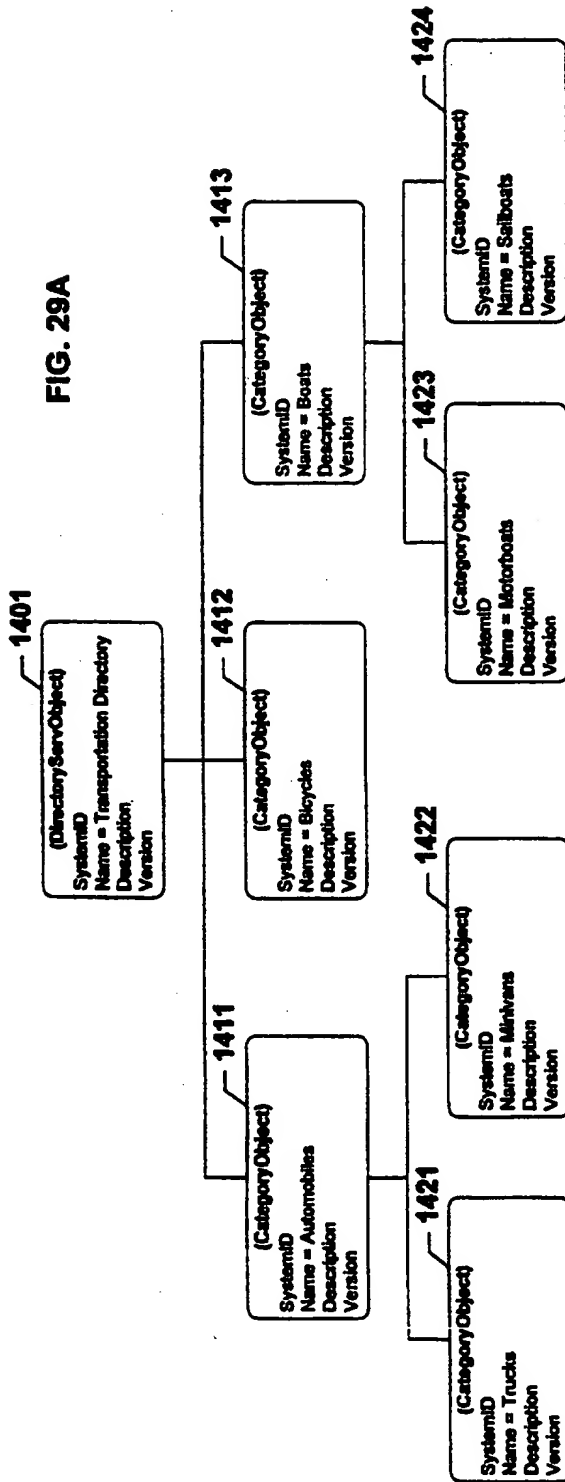 FIG. 29A
1401
(DirectoryServObject)
SystemID
Name = Transportation Directory
Description
Version
1411
(CategoryObject)
SystemID
Name = Automobiles
Description
Version
1412
(CategoryObject)
SystemID
Name = Bicycles
Description
Version
1413
(CategoryObject)
SystemID
Name = Boats
Description
Version
1421
(CategoryObject)
SystemID
Name = Trucks
Description
Version
1422
(CategoryObject)
SystemID
Name = Minivans
Description
Version
1423
(CategoryObject)
SystemID
Name = Motorboats
Description
Version
1424
(CategoryObject)
SystemID
Name = Sailboats
Description
Version